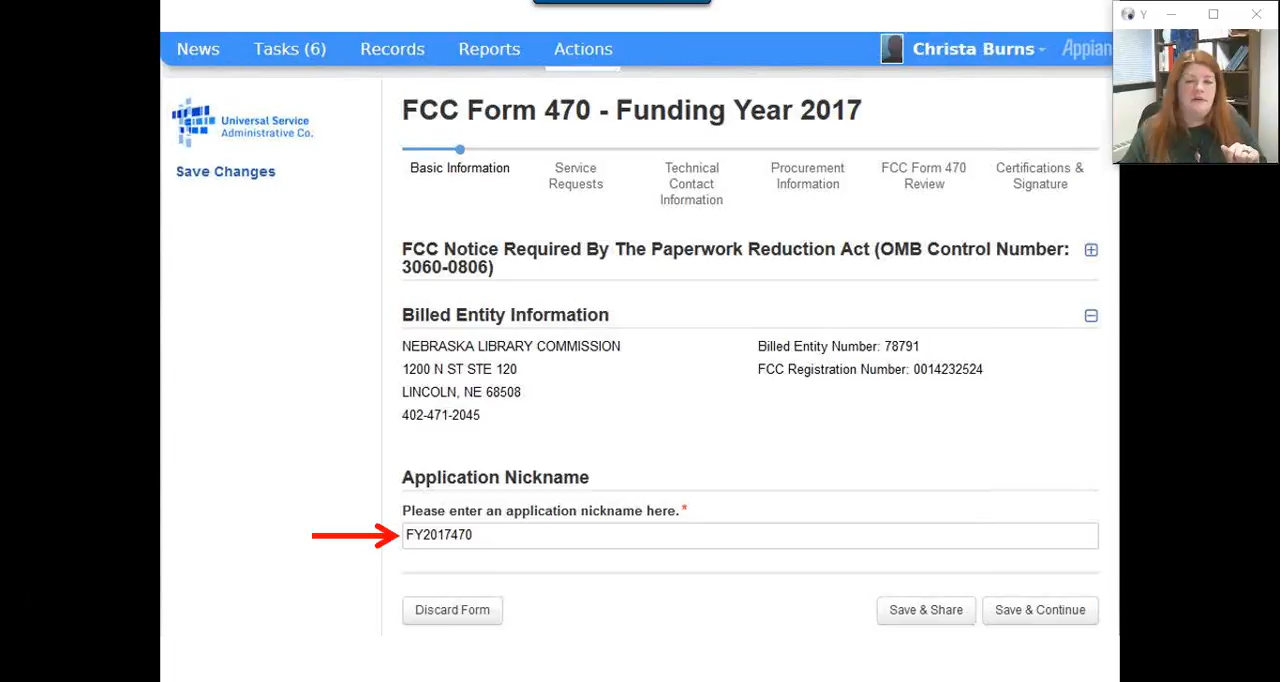 Y
News Tasks (6) Records Reports Actions Christa Burns Appian
Universal Service
Administrative Co.
Save Changes
FCC Form 470 - Funding Year 2017
Basic Information
Service
Requests
Technical
Contact
Information
Procurement
Information
FCC Form 470
Review
Certifications &
Signature
FCC Notice Required By The Paperwork Reduction Act (OMB Control Number:
3060-0806)
Billed Entity Information
NEBRASKA LIBRARY COMMISSION
1200 N ST STE 120
LINCOLN, NE 68508
402-471-2045
Billed Entity Number: 78791
FCC Registration Number: 0014232524
Application Nickname
Please enter an application nickname here.*
FY2017470
Discard Form Save & Share Save & Continue